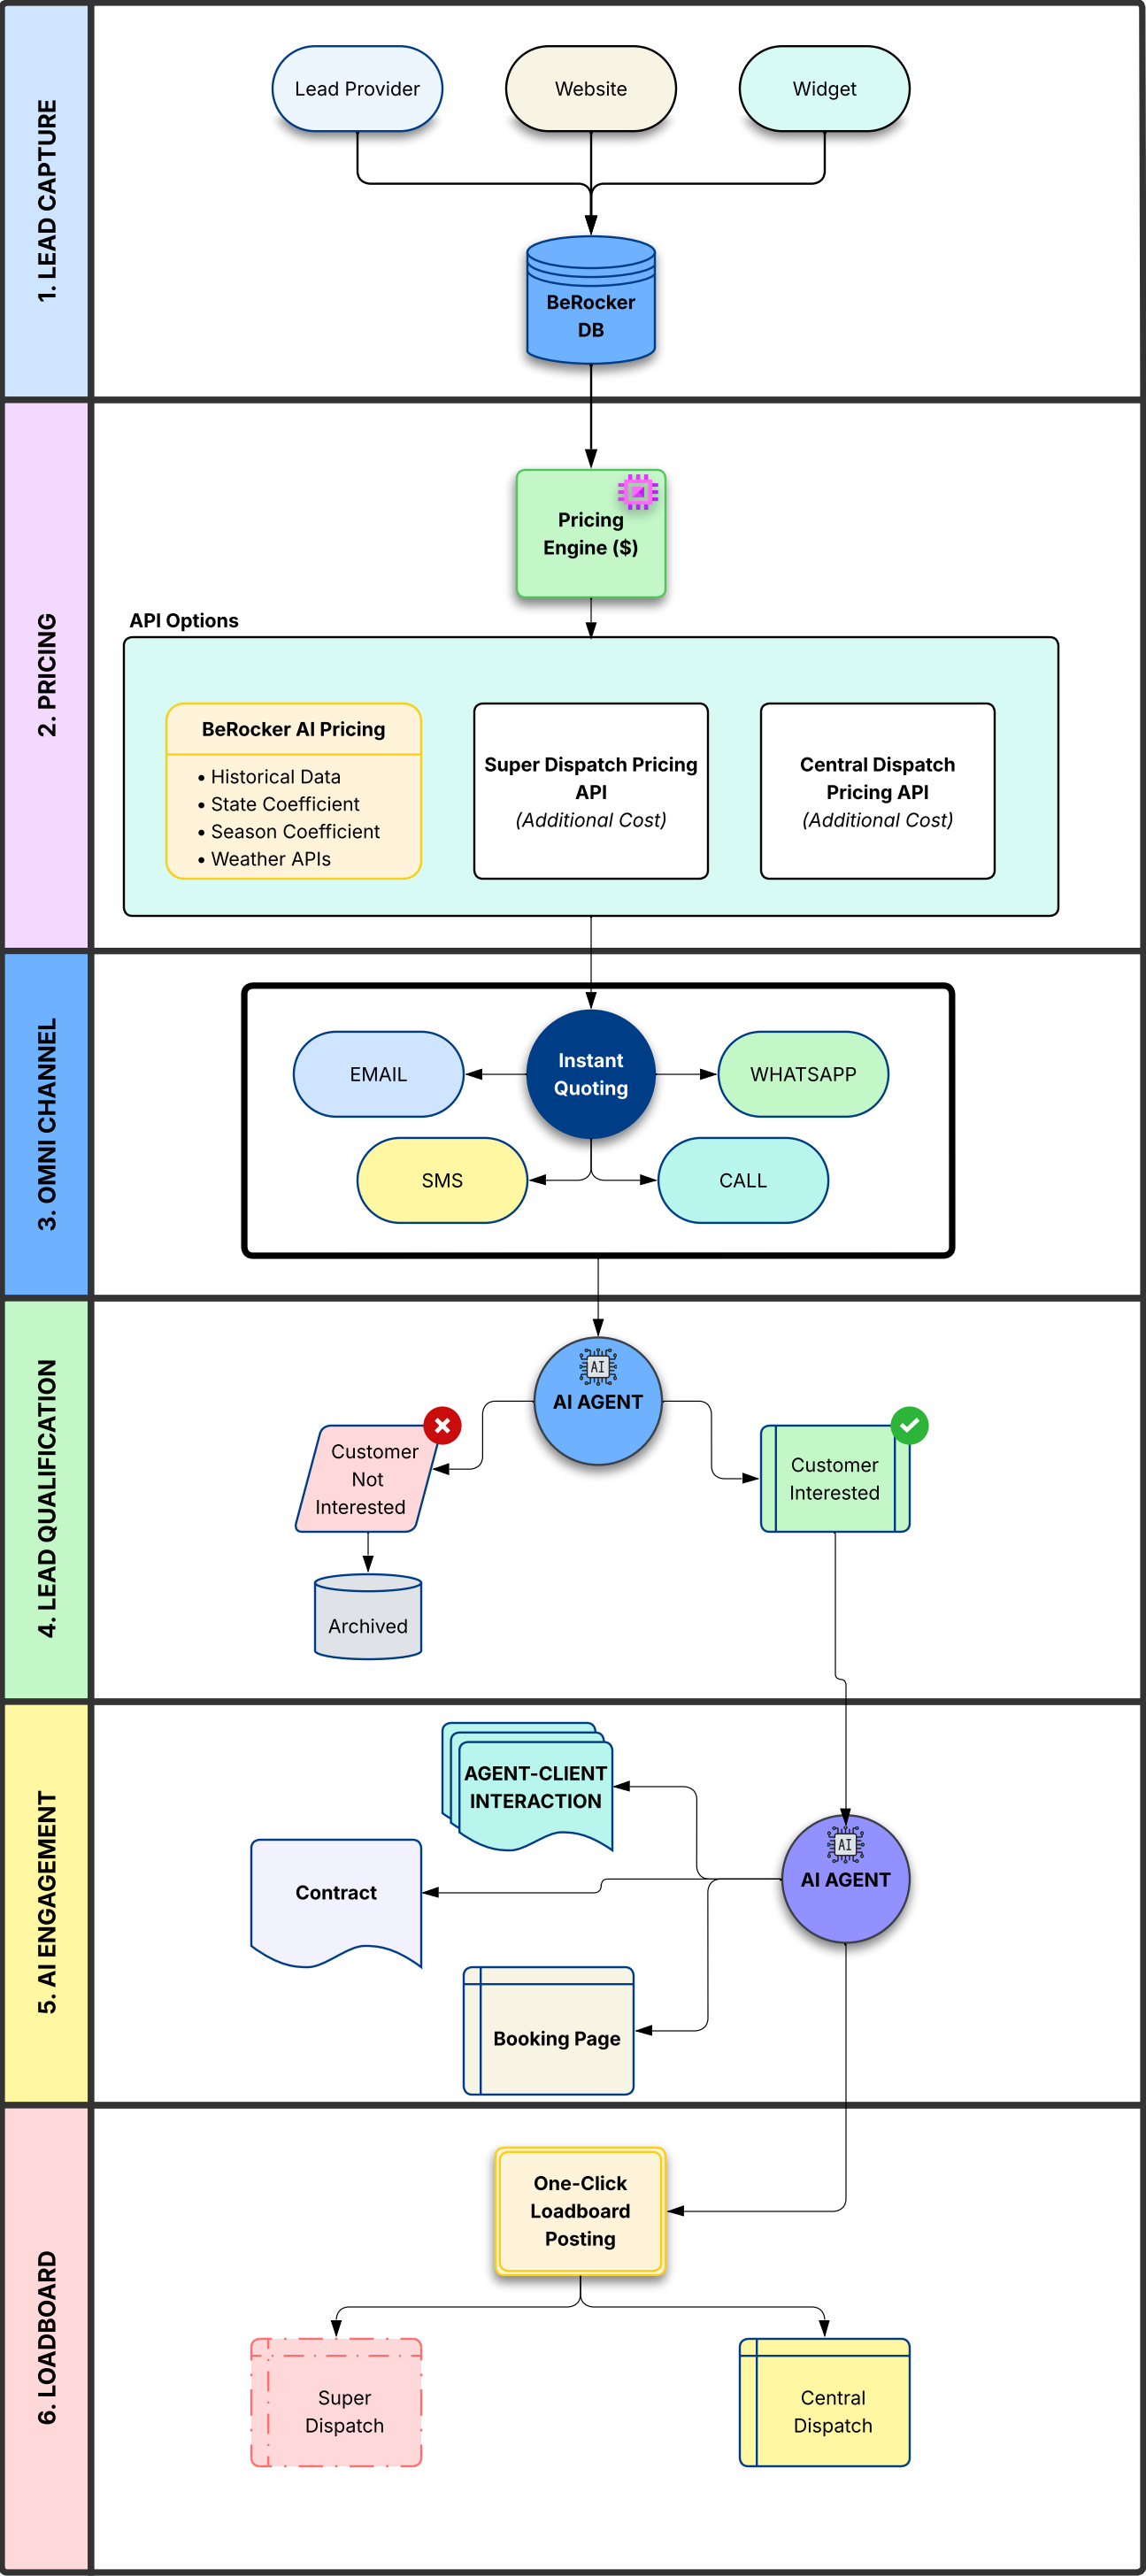 1. LEAD CAPTURE
Lead Provider
Website
Widget
BeRocker
DB
2. PRICING
Pricing
Engine ($)
API Options
BeRocker AI Pricing
• Historical Data
• State Coefficient
• Season Coefficient
• Weather APIs
Super Dispatch Pricing
API
(Additional Cost)
Central Dispatch
Pricing API
(Additional Cost)
3. OMNI CHANNEL
Instant
Quoting
EMAIL
WHATSAPP
SMS
CALL
4. LEAD QUALIFICATION
AI
AI AGENT
Customer
Not
Interested
Customer
Interested
Archived
5. AI ENGAGEMENT
AGENT-CLIENT
INTERACTION
AI
AI AGENT
Contract
Booking Page
6. LOADBOARD
One-Click
Loadboard
Posting
Super
Dispatch
Central
Dispatch